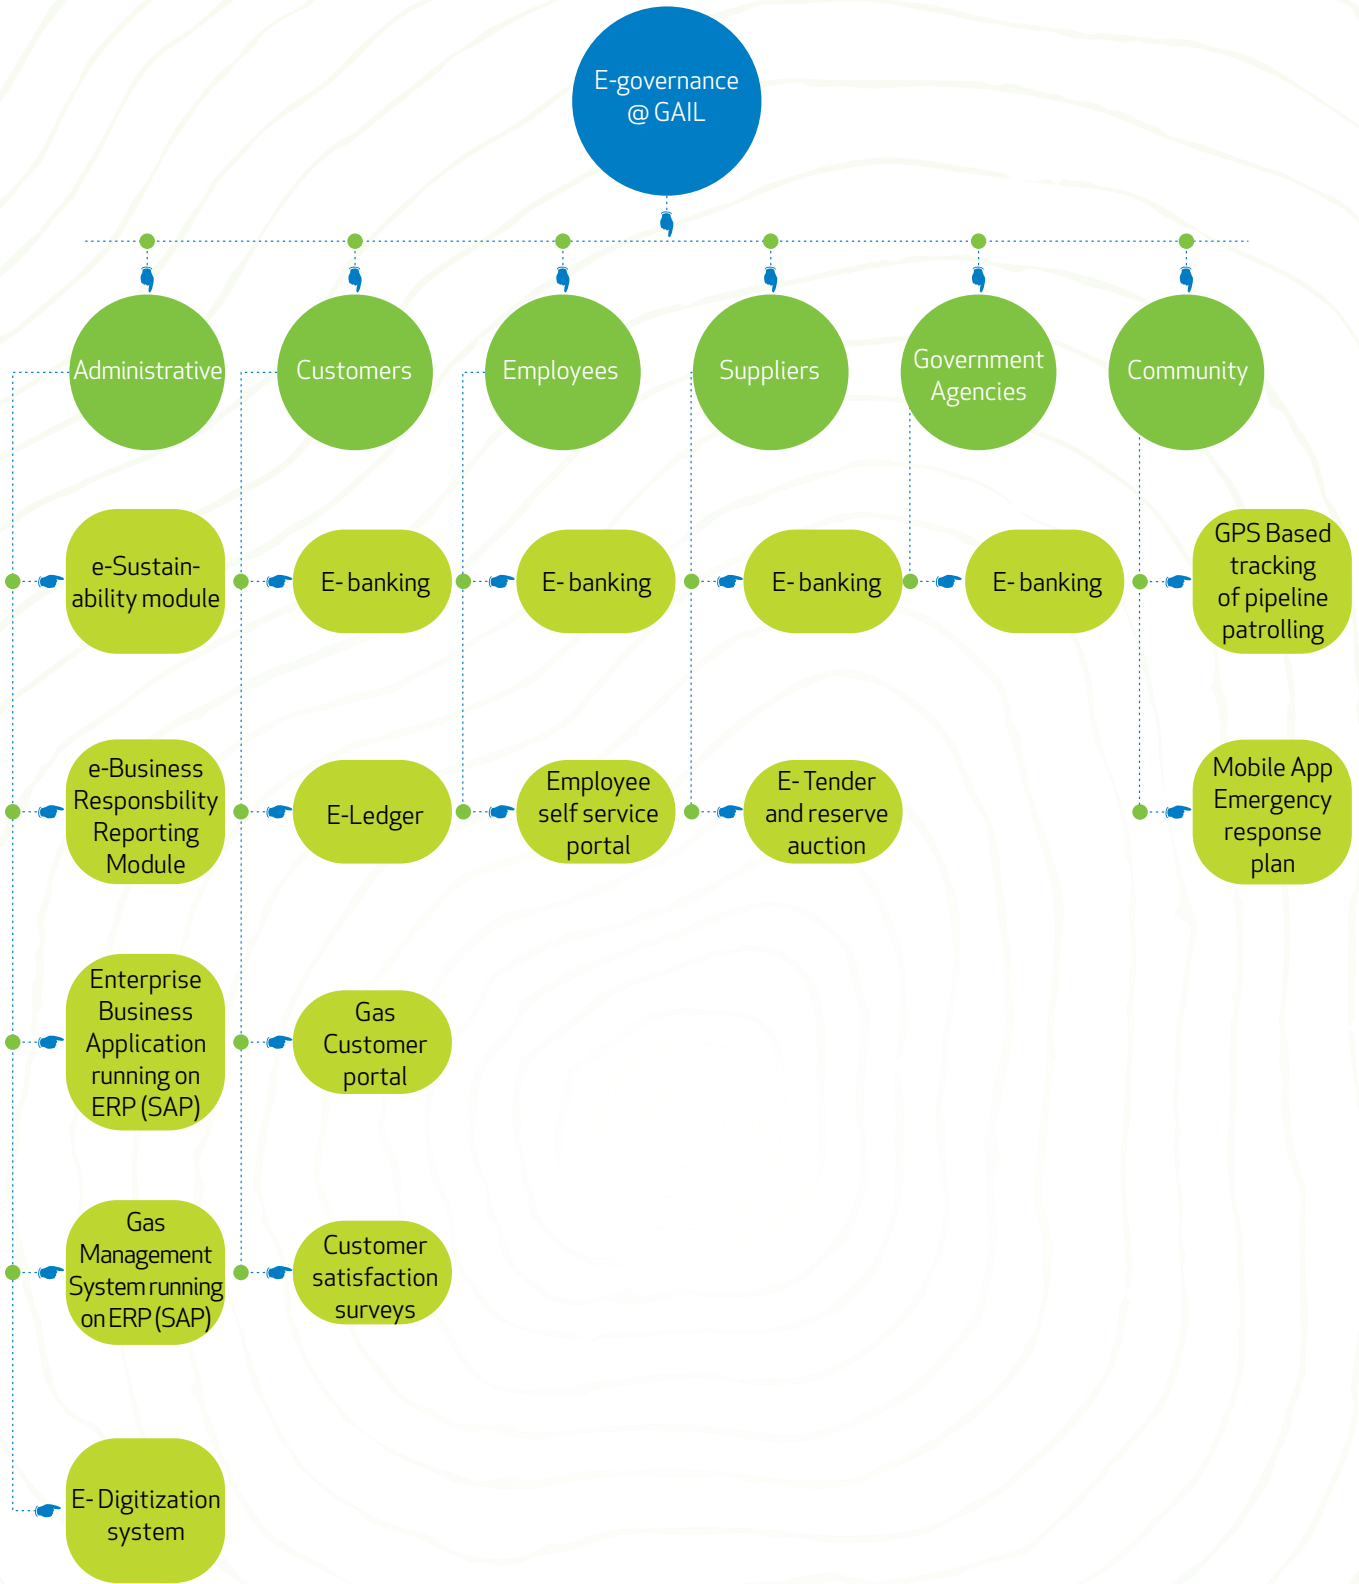 E-governance
@ GAIL
Administrative
Customers
Employees
Suppliers
Government
Agencies
Community
e-Sustain-
ability module
E- banking
E- banking
E- banking
E- banking
GPS Based
tracking
of pipeline
patrolling
e-Business
Responsbility
Reporting
Module
E-Ledger
Employee
self service
portal
E- Tender
and reserve
auction
Mobile App
Emergency
response
plan
Enterprise
Business
Application
running on
ERP (SAP)
Gas
Customer
portal
Gas
Management
System running
on ERP (SAP)
Customer
satisfaction
surveys
E- Digitization
system